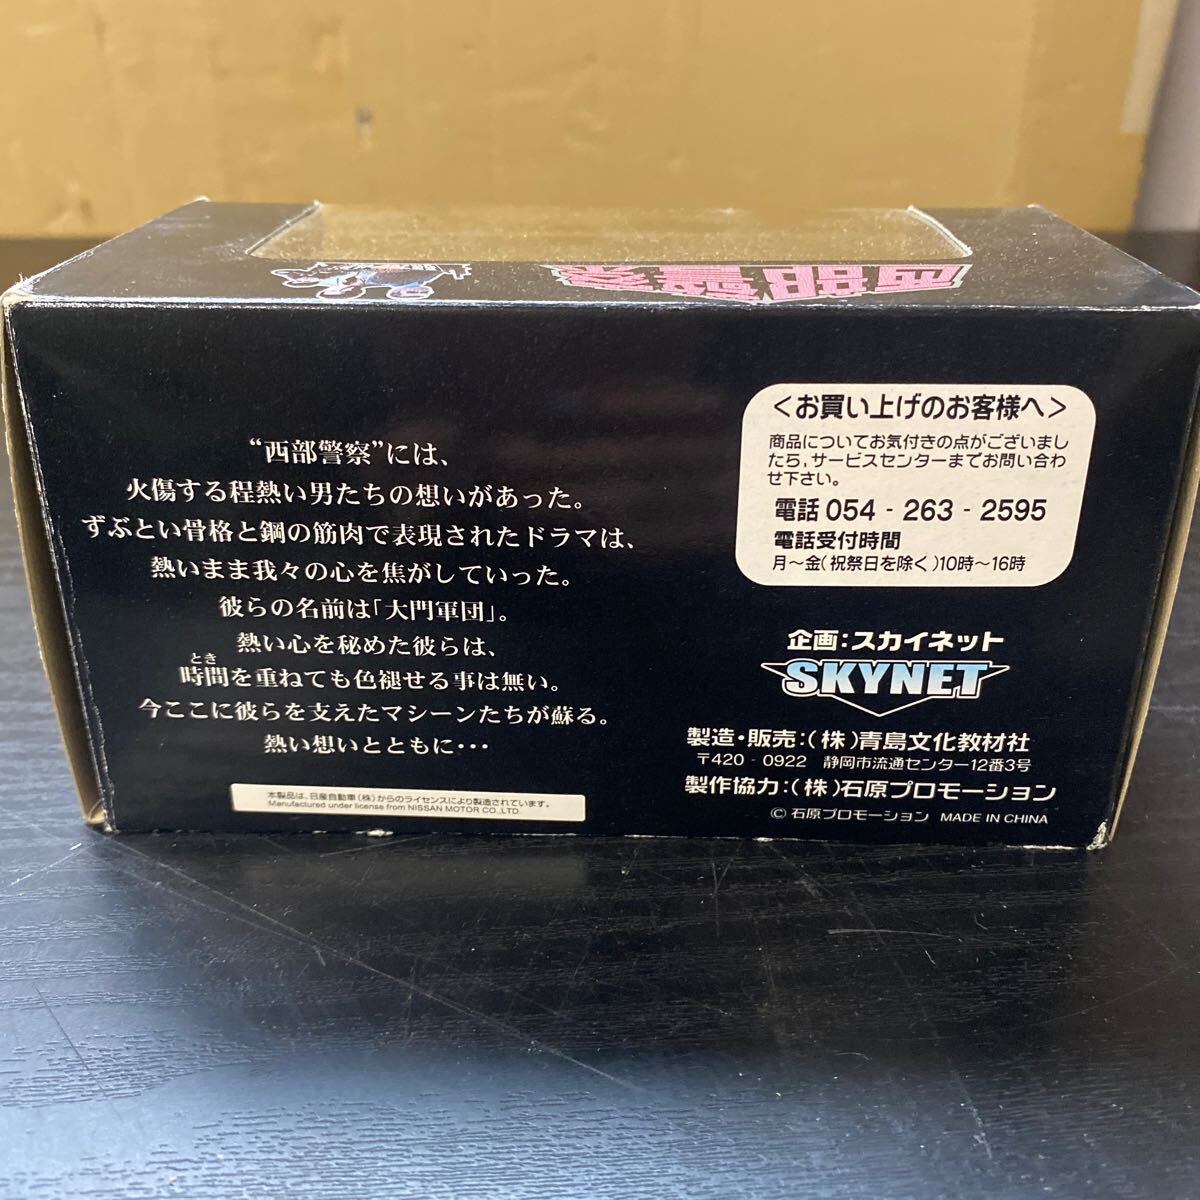 西部警察
“西部警察”には、
火傷する程熱い男たちの想いがあった。
ずぶとい骨格と鋼の筋肉で表現されたドラマは、
熱いまま我々の心を焦がしていった。
彼らの名前は「大門軍団」。
熱い心を秘めた彼らは、
とき
時間を重ねても色褪せる事は無い。
今ここに彼らを支えたマシーンたちが蘇る。
熱い想いとともに・・・
本製品は、日産自動車(株)からのライセンスにより製造されています。
Manufactured under license from NISSAN MOTOR CO.,LTD.
<お買い上げのお客様へ>
商品についてお気付きの点がございまし
たら,サービスセンターまでお問い合わ
せ下さい。
電話 054 - 263 - 2595
電話受付時間
月～金(祝祭日を除く)10時～16時
企画:スカイネット
SKYNET
製造・販売:(株)青島文化教材社
〒420 - 0922 静岡市流通センター12番3号
製作協力:(株)石原プロモーション
© 石原プロモーション MADE IN CHINA